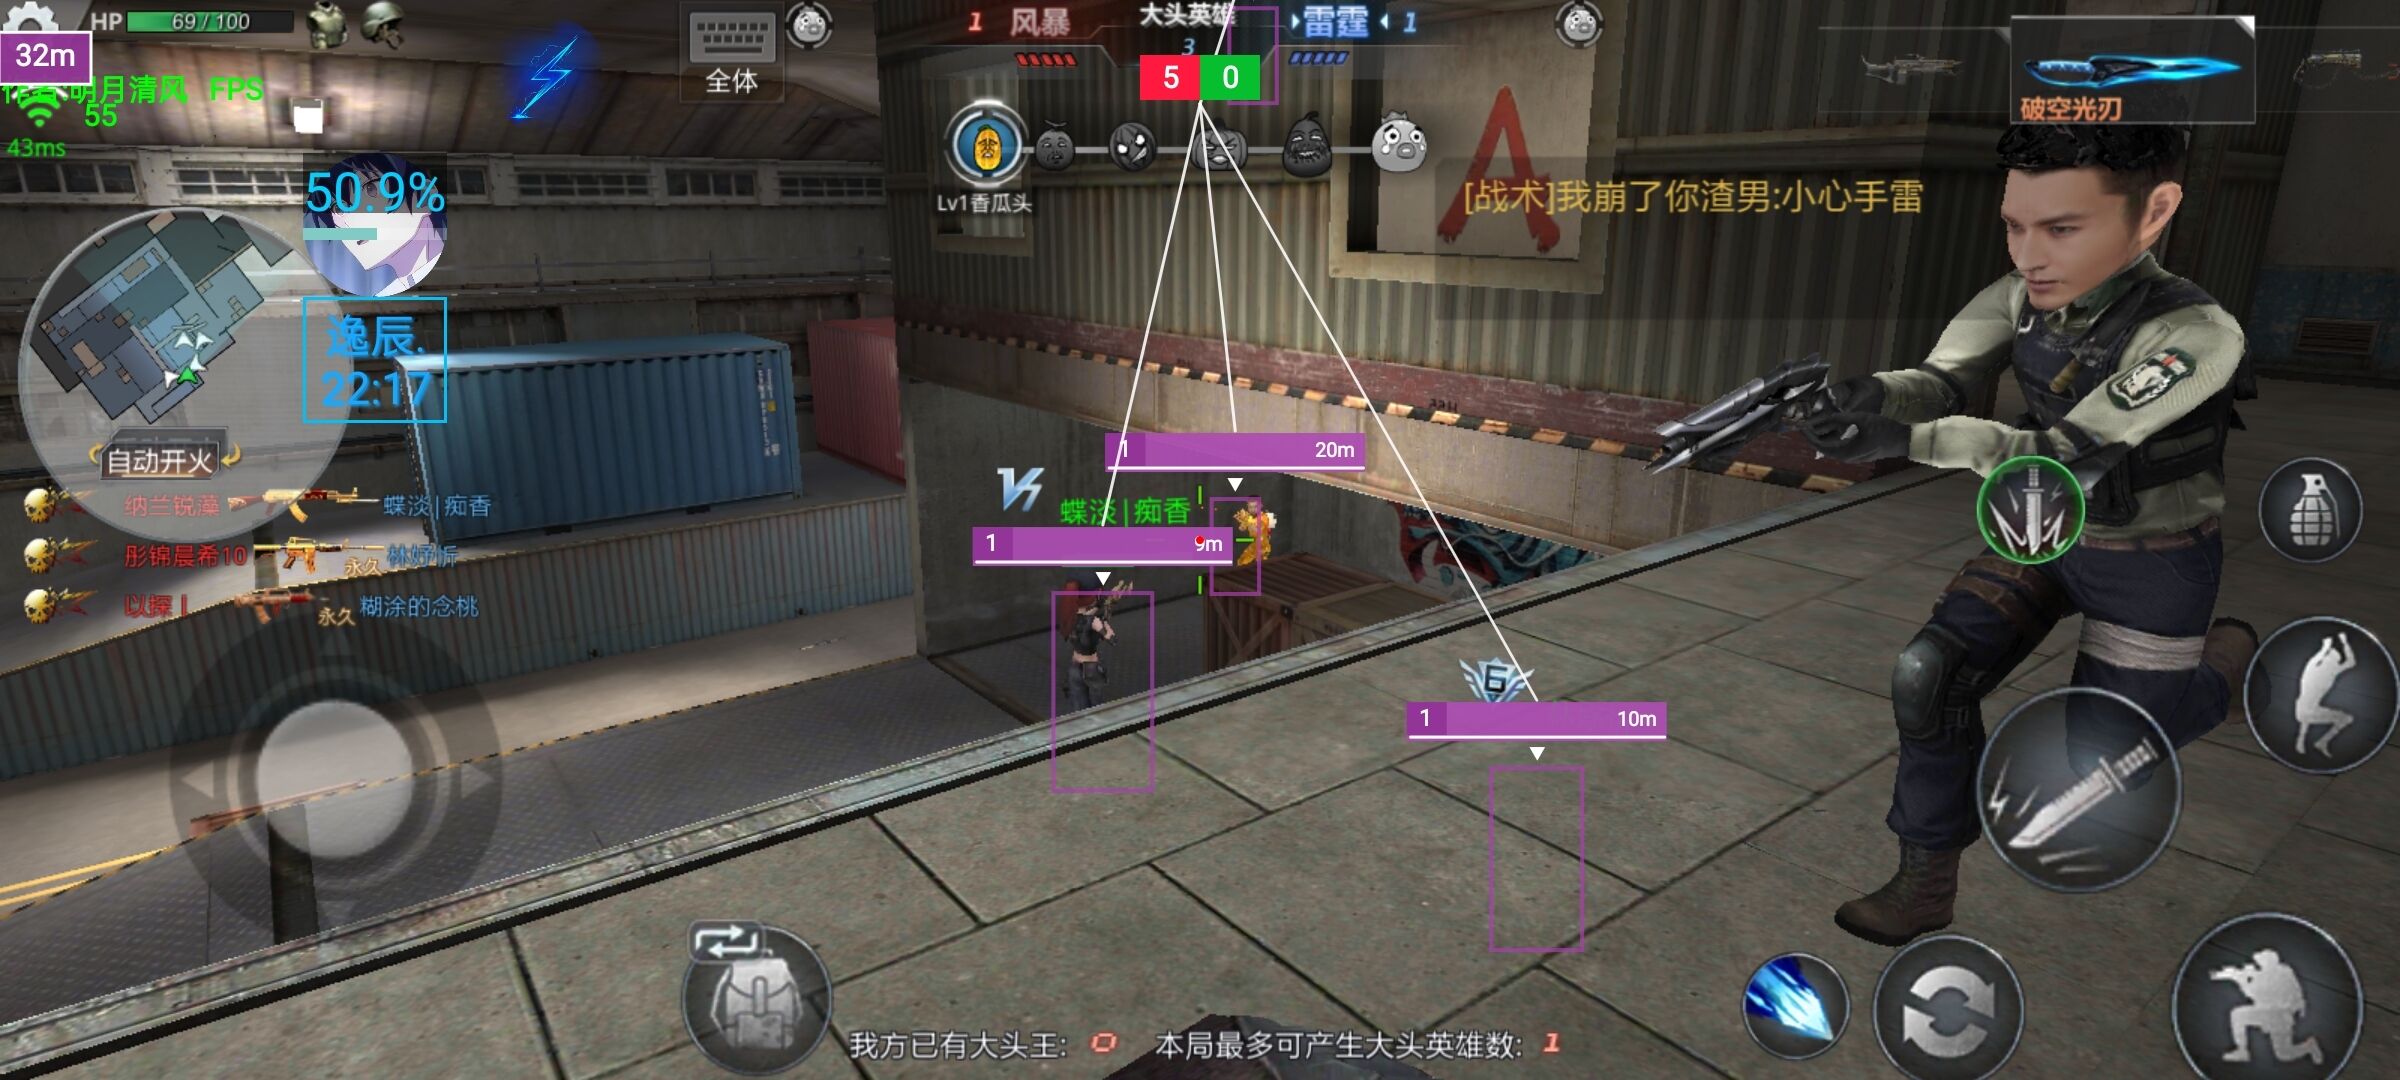 HP 69/100
32m
作者:明月清风 FPS
55
43ms
全体
1 风暴 大头英雄 雷霆 1
3
5 0
Lv1香瓜头
破空光刃
A
[战术]我崩了你渣男:小心手雷
50.9%
逸辰.
22:17
自动开火
纳兰锐藻 蝶淡|痴香
彤锦晨希10 永久 林妤忻
以探 | 永久 糊涂的念桃
1 20m
蝶淡|痴香
1 9m
6
1 10m
我方已有大头王: 0 本局最多可产生大头英雄数: 1